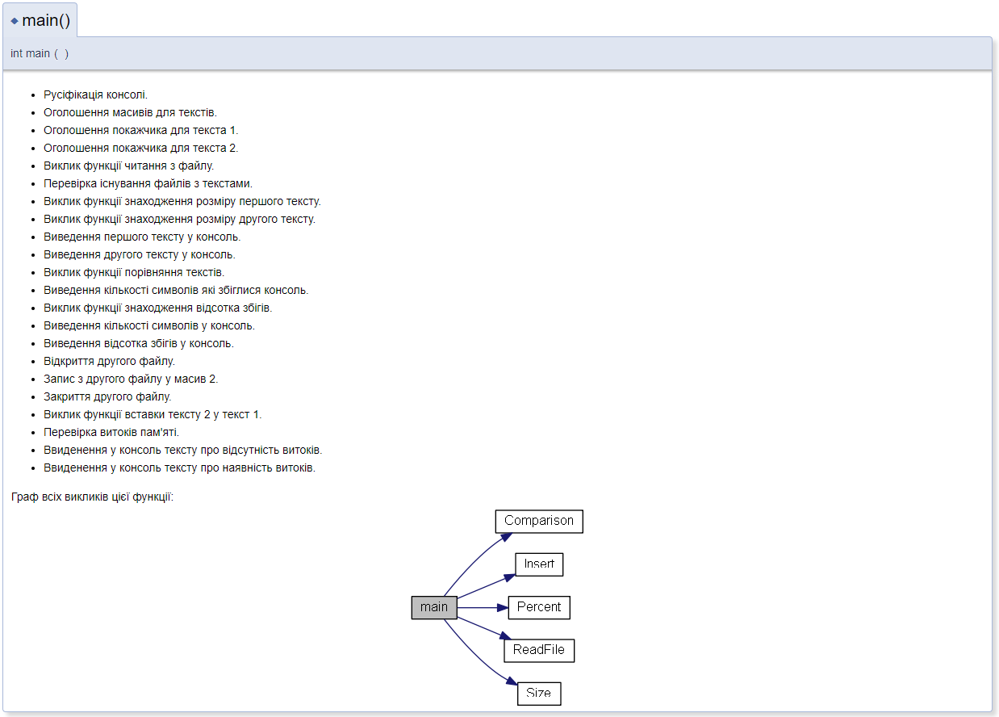 main()
int main ( )
Русіфікація консолі.
Оголошення масивів для текстів.
Оголошення покажчика для текста 1.
Оголошення покажчика для текста 2.
Виклик функції читання з файлу.
Перевірка існування файлів з текстами.
Виклик функції знаходження розміру першого тексту.
Виклик функції знаходження розміру другого тексту.
Виведення першого тексту у консоль.
Виведення другого тексту у консоль.
Виклик функції порівняння текстів.
Виведення кількості символів які збіглися консоль.
Виклик функції знаходження відсотка збігів.
Виведення кількості символів у консоль.
Виведення відсотка збігів у консоль.
Відкриття другого файлу.
Запис з другого файлу у масив 2.
Закриття другого файлу.
Виклик функції вставки тексту 2 у текст 1.
Перевірка витоків пам'яті.
Ввиденення у консоль тексту про відсутність витоків.
Ввиденення у консоль тексту про наявність витоків.
Граф всіх викликів цієї функції:
Comparison
Insert
main
Percent
ReadFile
Size